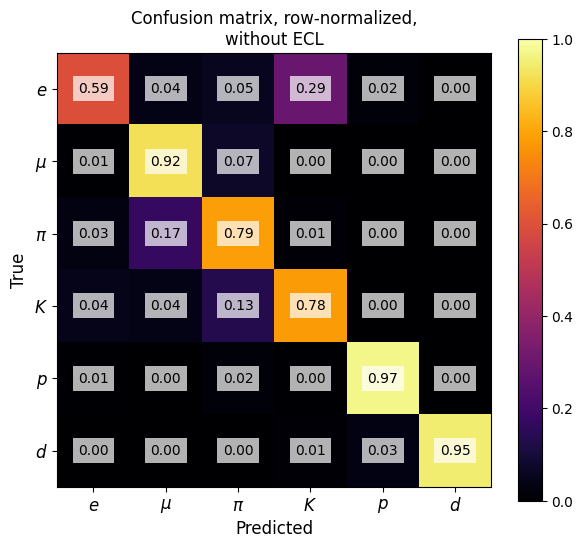 Confusion matrix, row-normalized,
without ECL
True
e 0.59 0.04 0.05 0.29 0.02 0.00
μ 0.01 0.92 0.07 0.00 0.00 0.00
π 0.03 0.17 0.79 0.01 0.00 0.00
K 0.04 0.04 0.13 0.78 0.00 0.00
p 0.01 0.00 0.02 0.00 0.97 0.00
d 0.00 0.00 0.00 0.01 0.03 0.95
e μ π K p d
Predicted
1.0
0.8
0.6
0.4
0.2
0.0